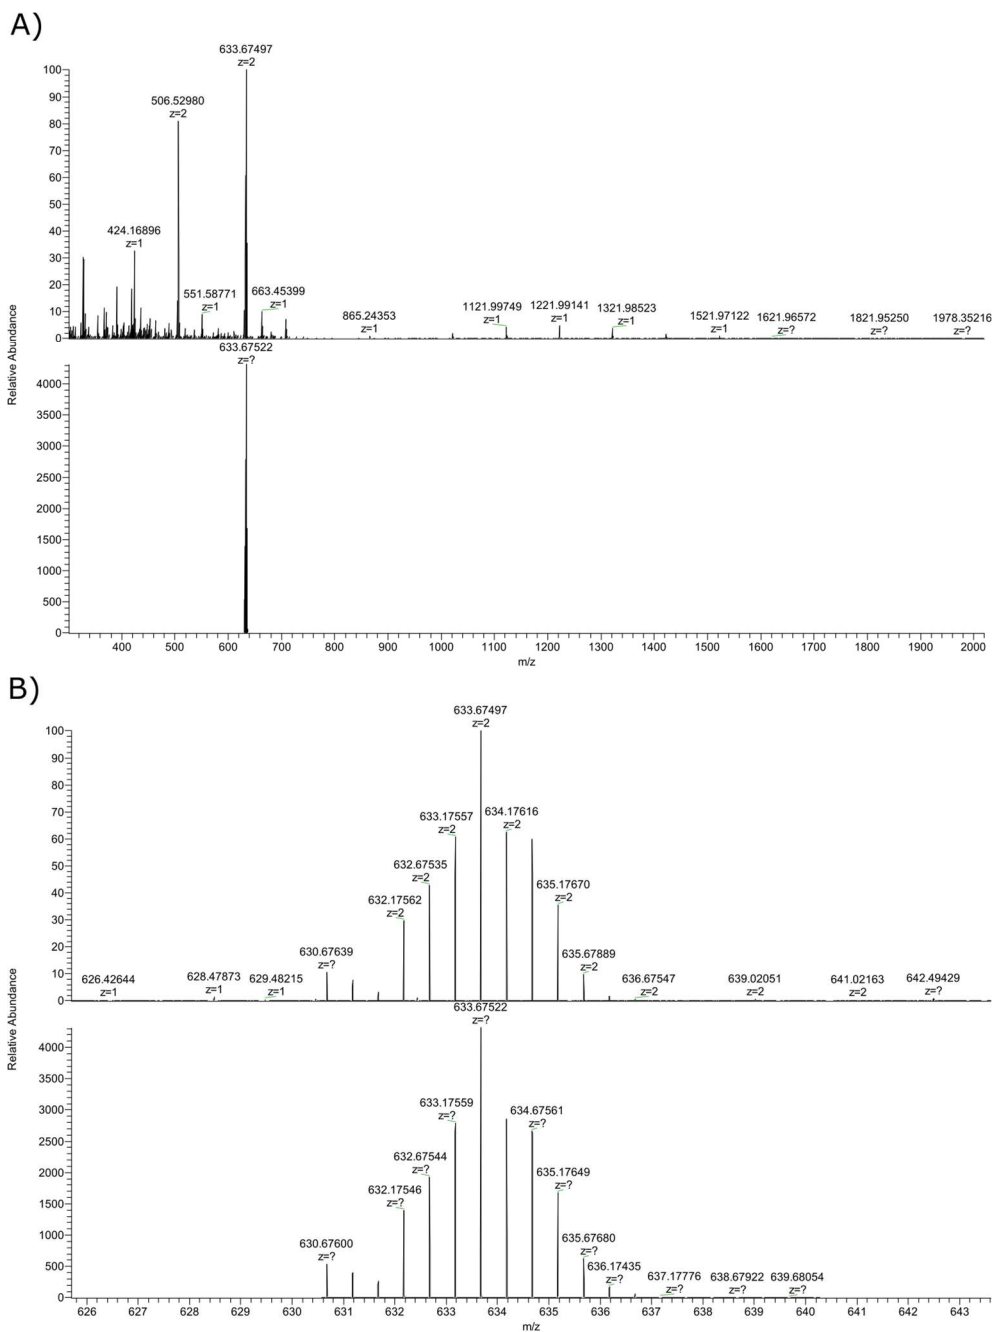 A)
633.67497
z=2
506.52980
z=2
424.16896
z=1
551.58771
z=1
663.45399
z=1
865.24353
z=1
1121.99749
z=1
1221.99141
z=1
1321.98523
z=1
1521.97122
z=1
1621.96572
z=?
1821.95250
z=?
1978.35216
z=?
100
90
80
70
60
50
40
30
20
10
0
Relative Abundance
633.67522
z=?
4000
3500
3000
2500
2000
1500
1000
500
0
400 500 600 700 800 900 1000 1100 1200 1300 1400 1500 1600 1700 1800 1900 2000
m/z
B)
633.67497
z=2
633.17557
z=2
634.17616
z=2
632.67535
z=2
632.17562
z=2
635.17670
z=2
630.67639
z=?
635.67889
z=2
626.42644
z=1
628.47873
z=1
629.48215
z=1
636.67547
z=2
639.02051
z=2
641.02163
z=2
642.49429
z=?
100
90
80
70
60
50
40
30
20
10
0
Relative Abundance
633.67522
z=?
633.17559
z=?
634.67561
z=?
632.67544
z=?
632.17546
z=?
635.17649
z=?
630.67600
z=?
635.67680
z=?
636.17435
z=?
637.17776
z=?
638.67922
z=?
639.68054
z=?
4000
3500
3000
2500
2000
1500
1000
500
0
626 627 628 629 630 631 632 633 634 635 636 637 638 639 640 641 642 643
m/z